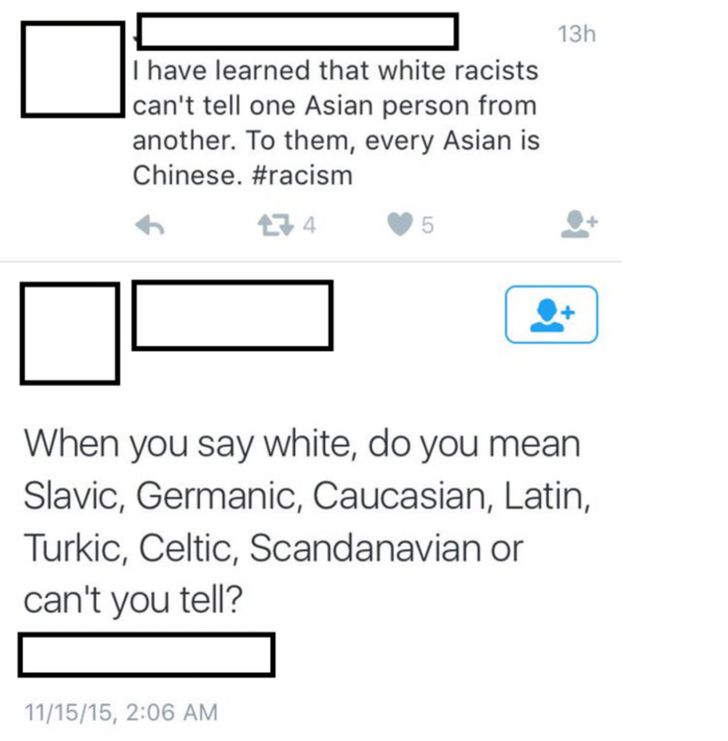 13h
I have learned that white racists
can't tell one Asian person from
another. To them, every Asian is
Chinese. #racism
4 5
When you say white, do you mean
Slavic, Germanic, Caucasian, Latin,
Turkic, Celtic, Scandanavian or
can't you tell?
11/15/15, 2:06 AM